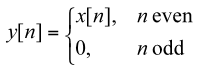 y[n] = { x[n], n even
0, n odd